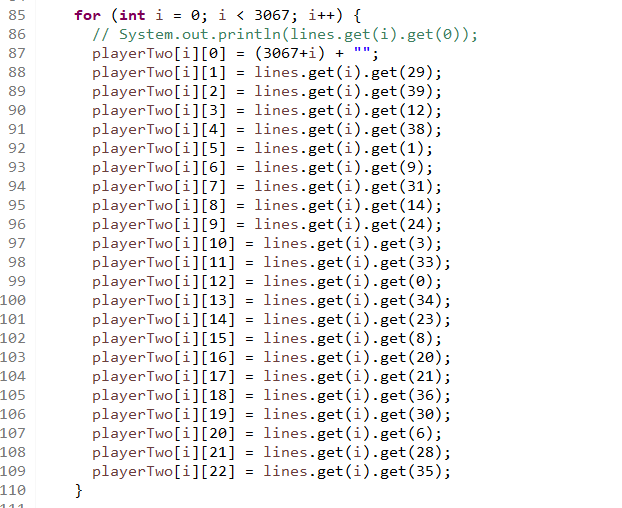 85 for (int i = 0; i < 3067; i++) {
86 // System.out.println(lines.get(i).get(0));
87 playerTwo[i][0] = (3067+i) + "";
88 playerTwo[i][1] = lines.get(i).get(29);
89 playerTwo[i][2] = lines.get(i).get(39);
90 playerTwo[i][3] = lines.get(i).get(12);
91 playerTwo[i][4] = lines.get(i).get(38);
92 playerTwo[i][5] = lines.get(i).get(1);
93 playerTwo[i][6] = lines.get(i).get(9);
94 playerTwo[i][7] = lines.get(i).get(31);
95 playerTwo[i][8] = lines.get(i).get(14);
96 playerTwo[i][9] = lines.get(i).get(24);
97 playerTwo[i][10] = lines.get(i).get(3);
98 playerTwo[i][11] = lines.get(i).get(33);
99 playerTwo[i][12] = lines.get(i).get(0);
100 playerTwo[i][13] = lines.get(i).get(34);
101 playerTwo[i][14] = lines.get(i).get(23);
102 playerTwo[i][15] = lines.get(i).get(8);
103 playerTwo[i][16] = lines.get(i).get(20);
104 playerTwo[i][17] = lines.get(i).get(21);
105 playerTwo[i][18] = lines.get(i).get(36);
106 playerTwo[i][19] = lines.get(i).get(30);
107 playerTwo[i][20] = lines.get(i).get(6);
108 playerTwo[i][21] = lines.get(i).get(28);
109 playerTwo[i][22] = lines.get(i).get(35);
110 }